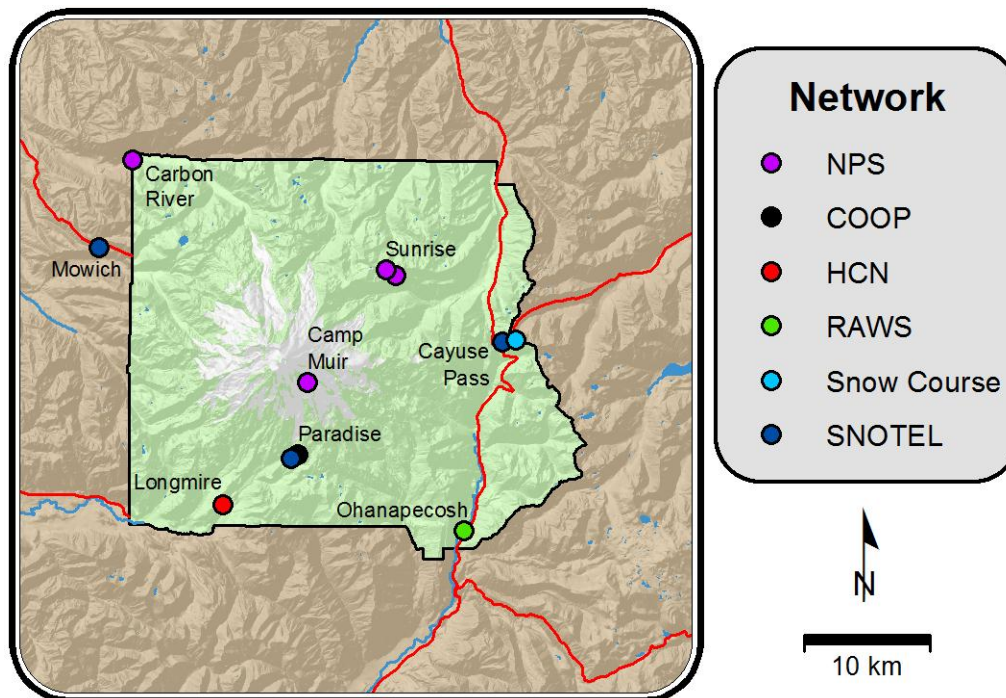 Carbon
River
Mowich
Sunrise
Camp
Muir
Cayuse
Pass
Paradise
Longmire
Ohanapecosh
Network
NPS
COOP
HCN
RAWS
Snow Course
SNOTEL
N
10 km